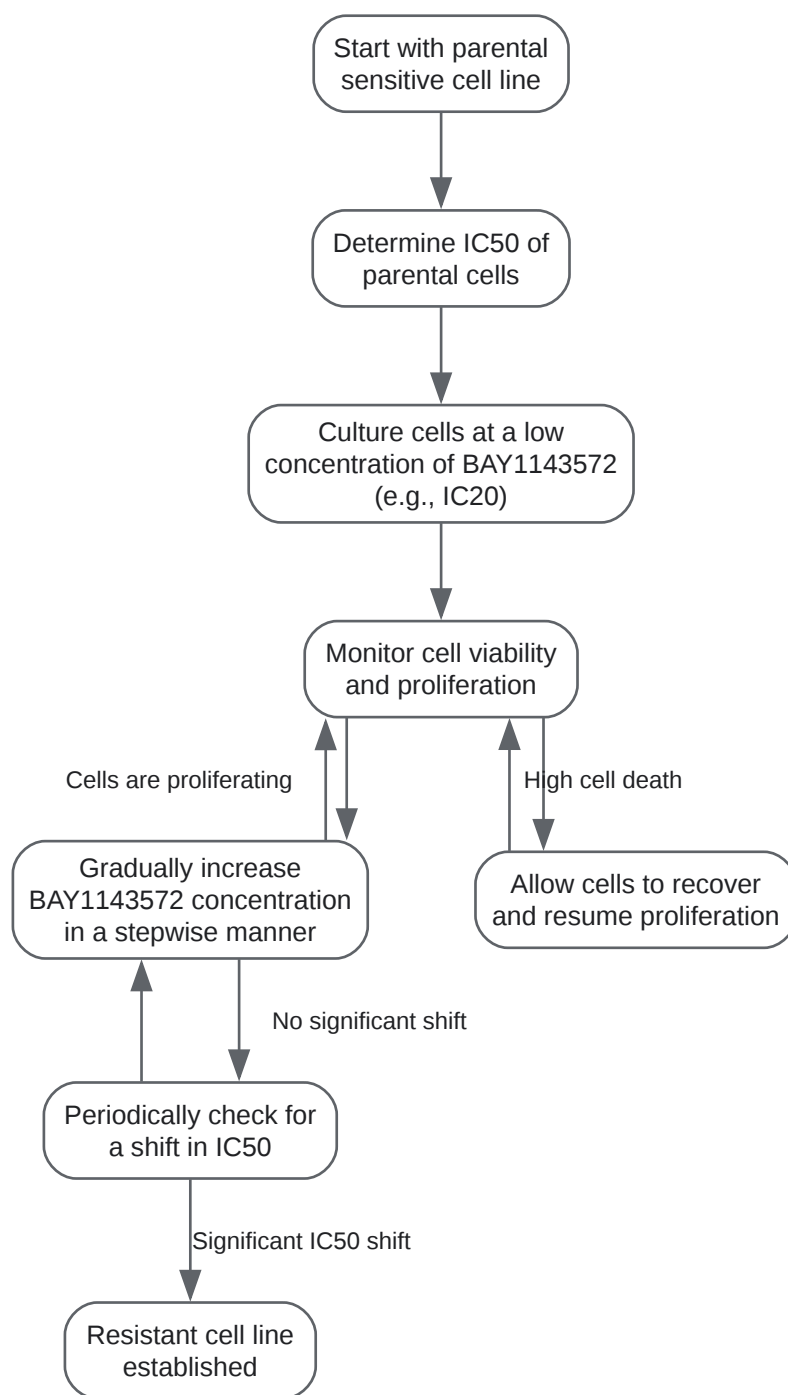 Start with parental
sensitive cell line
Determine IC50 of
parental cells
Culture cells at a low
concentration of BAY1143572
(e.g., IC20)
Monitor cell viability
and proliferation
Cells are proliferating
High cell death
Gradually increase
BAY1143572 concentration
in a stepwise manner
Allow cells to recover
and resume proliferation
No significant shift
Periodically check for
a shift in IC50
Significant IC50 shift
Resistant cell line
established